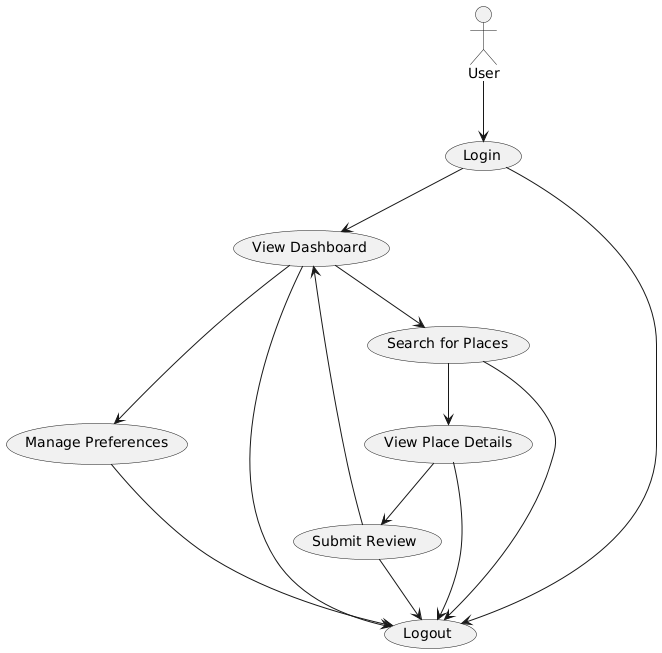 User
Login
View Dashboard
Search for Places
Manage Preferences
View Place Details
Submit Review
Logout